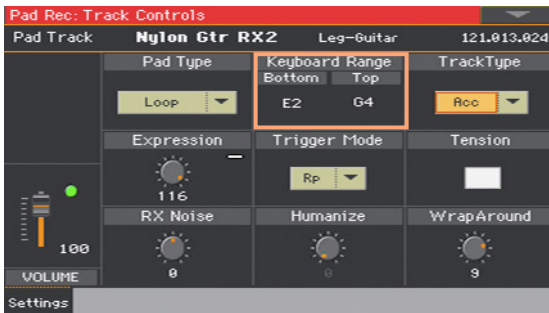 Pad Rec: Track Controls
Pad Track Nylon Gtr RX2 Leg-Guitar 121.013.024
Pad Type Keyboard Range TrackType
Bottom Top
Loop E2 G4 Acc
Expression Trigger Mode Tension
Rp
116
RX Noise Humanize WrapAround
100
VOLUME 0 0 9
Settings